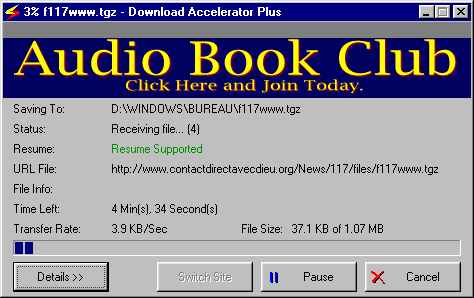 3% f117www.tgz - Download Accelerator Plus
Audio Book Club
Click Here and Join Today.
Saving To: D:\WINDOWS\BUREAU\f117www.tgz
Status: Receiving file... (4)
Resume: Resume Supported
URL File: http://www.contactdirectavecdieu.org/News/117/files/f117www.tgz
File Info:
Time Left: 4 Min(s), 34 Second(s)
Transfer Rate: 3.9 KB/Sec File Size: 37.1 KB of 1.07 MB
Details >> Switch Site Pause Cancel